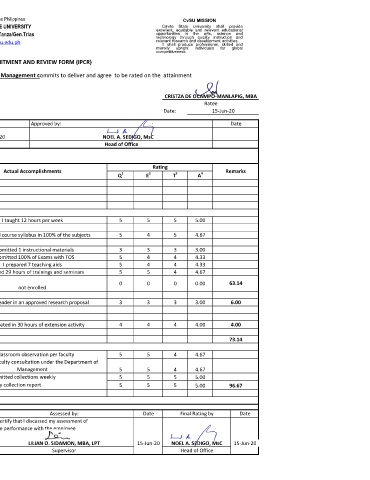 e Philippines
CvSU MISSION
E UNIVERSITY
Cavite State University shall provide
excellent, equitable and relevant educational
opportunities in the arts, science and
technology through quality instruction and
relevant research and development activities.
It shall produce professional, skilled and
morally upright individuals for global
competitiveness.
Tanza/Gen.Trias
u.edu.ph
MITMENT AND REVIEW FORM (IPCR)
Management commits to deliver and agree to be rated on the attainment
CRISTZA DE OCAMPO-MANLAPIG, MBA
Ratee
Date: 15-Jun-20
Approved by: Date
20 NOEL A. SEDIGO, MSC
Head of Office
Actual Accomplishments Rating Remarks
Q1 E2 T3 A4
I taught 12 hours per week 5 5 5 5.00
d course syllabus in 100% of the subjects 5 4 5 4.67
bmitted 1 instructional materials 3 3 3 3.00
bmitted 100% of Exams with TOS 5 4 4 4.33
I prepared 7 teaching aids 5 4 4 4.33
ed 29 hours of trainings and seminars 5 5 4 4.67
not enrolled 0 0 0 0.00 63.14
eader in an approved research proposal 3 3 3 3.00 6.00
ated in 30 hours of extension activity 4 4 4 4.00 4.00
73.14
lassroom observation per faculty 5 5 4 4.67
culty consultation under the Department of
Management 5 5 4 4.67
mitted collections weekly 5 5 5 5.00
y collection report 5 5 5 5.00 96.67
Assessed by: Date Final Rating by Date
certify that I discussed my assessment of
e performance with the employee
LILIAN O. SIDAMON, MBA, LPT 15-Jun-20 NOEL A. SEDIGO, MSC 15-Jun-20
Supervisor Head of Office